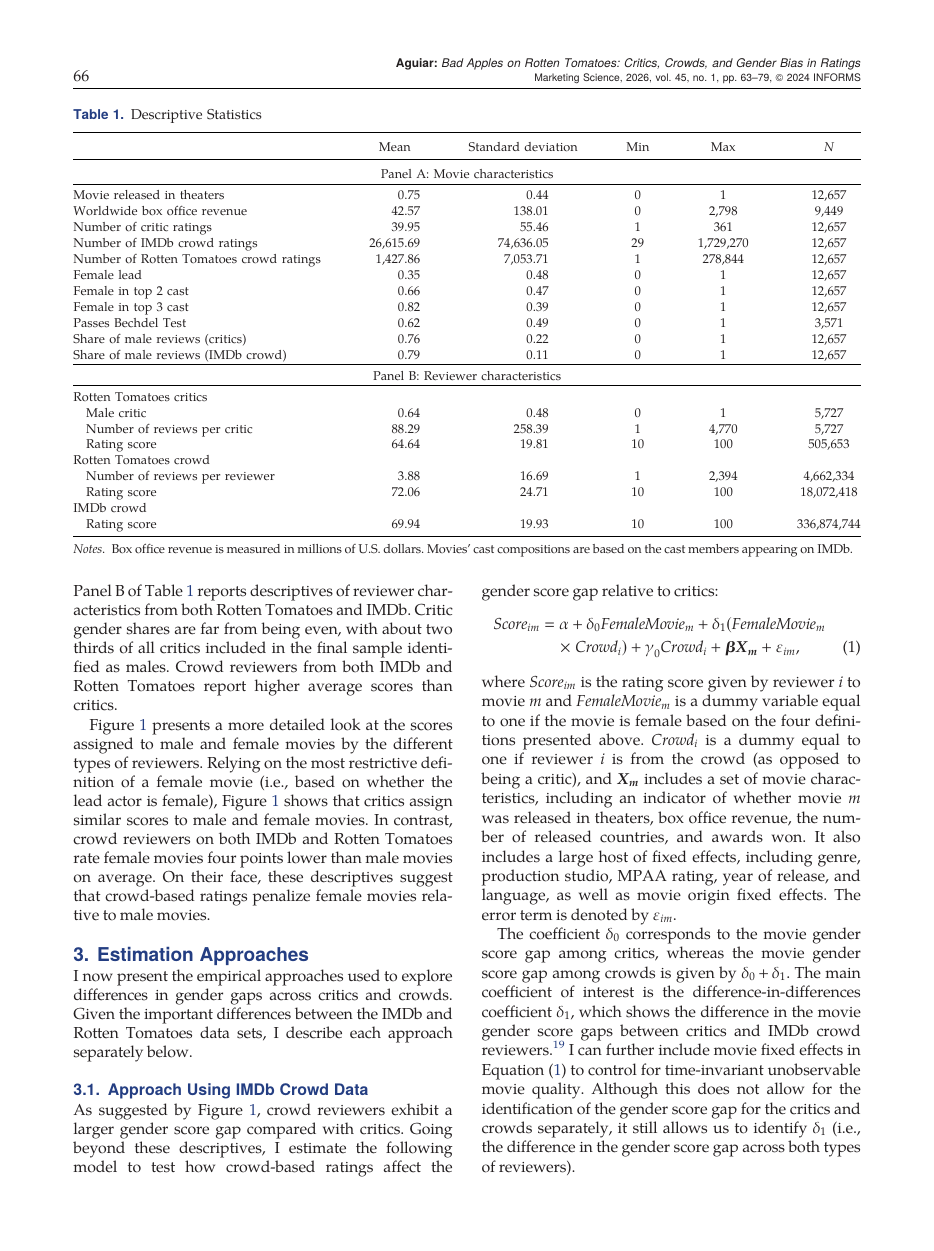 66
Aguiar: Bad Apples on Rotten Tomatoes: Critics, Crowds, and Gender Bias in Ratings
Marketing Science, 2026, vol. 45, no. 1, pp. 63–79, © 2024 INFORMS
Table 1. Descriptive Statistics
Mean Standard deviation Min Max N
Panel A: Movie characteristics
Movie released in theaters 0.75 0.44 0 1 12,657
Worldwide box office revenue 42.57 138.01 0 2,798 9,449
Number of critic ratings 39.95 55.46 1 361 12,657
Number of IMDb crowd ratings 26,615.69 74,636.05 29 1,729,270 12,657
Number of Rotten Tomatoes crowd ratings 1,427.86 7,053.71 1 278,844 12,657
Female lead 0.35 0.48 0 1 12,657
Female in top 2 cast 0.66 0.47 0 1 12,657
Female in top 3 cast 0.82 0.39 0 1 12,657
Passes Bechdel Test 0.62 0.49 0 1 3,571
Share of male reviews (critics) 0.76 0.22 0 1 12,657
Share of male reviews (IMDb crowd) 0.79 0.11 0 1 12,657
Panel B: Reviewer characteristics
Rotten Tomatoes critics
Male critic 0.64 0.48 0 1 5,727
Number of reviews per critic 88.29 258.39 1 4,770 5,727
Rating score 64.64 19.81 10 100 505,653
Rotten Tomatoes crowd
Number of reviews per reviewer 3.88 16.69 1 2,394 4,662,334
Rating score 72.06 24.71 10 100 18,072,418
IMDb crowd
Rating score 69.94 19.93 10 100 336,874,744
Notes. Box office revenue is measured in millions of U.S. dollars. Movies' cast compositions are based on the cast members appearing on IMDb.
Panel B of Table 1 reports descriptives of reviewer char-
acteristics from both Rotten Tomatoes and IMDb. Critic
gender shares are far from being even, with about two
thirds of all critics included in the final sample identi-
fied as males. Crowd reviewers from both IMDb and
Rotten Tomatoes report higher average scores than
critics.
Figure 1 presents a more detailed look at the scores
assigned to male and female movies by the different
types of reviewers. Relying on the most restrictive defi-
nition of a female movie (i.e., based on whether the
lead actor is female), Figure 1 shows that critics assign
similar scores to male and female movies. In contrast,
crowd reviewers on both IMDb and Rotten Tomatoes
rate female movies four points lower than male movies
on average. On their face, these descriptives suggest
that crowd-based ratings penalize female movies rela-
tive to male movies.
3. Estimation Approaches
I now present the empirical approaches used to explore
differences in gender gaps across critics and crowds.
Given the important differences between the IMDb and
Rotten Tomatoes data sets, I describe each approach
separately below.
3.1. Approach Using IMDb Crowd Data
As suggested by Figure 1, crowd reviewers exhibit a
larger gender score gap compared with critics. Going
beyond these descriptives, I estimate the following
model to test how crowd-based ratings affect the
gender score gap relative to critics:
Score_im = α + δ₀FemaleMovie_m + δ₁(FemaleMovie_m
× Crowd_i) + γ₀Crowd_i + βX_m + ε_im, (1)
where Score_im is the rating score given by reviewer i to
movie m and FemaleMovie_m is a dummy variable equal
to one if the movie is female based on the four defini-
tions presented above. Crowd_i is a dummy equal to
one if reviewer i is from the crowd (as opposed to
being a critic), and X_m includes a set of movie charac-
teristics, including an indicator of whether movie m
was released in theaters, box office revenue, the num-
ber of released countries, and awards won. It also
includes a large host of fixed effects, including genre,
production studio, MPAA rating, year of release, and
language, as well as movie origin fixed effects. The
error term is denoted by ε_im.
The coefficient δ₀ corresponds to the movie gender
score gap among critics, whereas the movie gender
score gap among crowds is given by δ₀ + δ₁. The main
coefficient of interest is the difference-in-differences
coefficient δ₁, which shows the difference in the movie
gender score gaps between critics and IMDb crowd
reviewers.¹⁹ I can further include movie fixed effects in
Equation (1) to control for time-invariant unobservable
movie quality. Although this does not allow for the
identification of the gender score gap for the critics and
crowds separately, it still allows us to identify δ₁ (i.e.,
the difference in the gender score gap across both types
of reviewers).